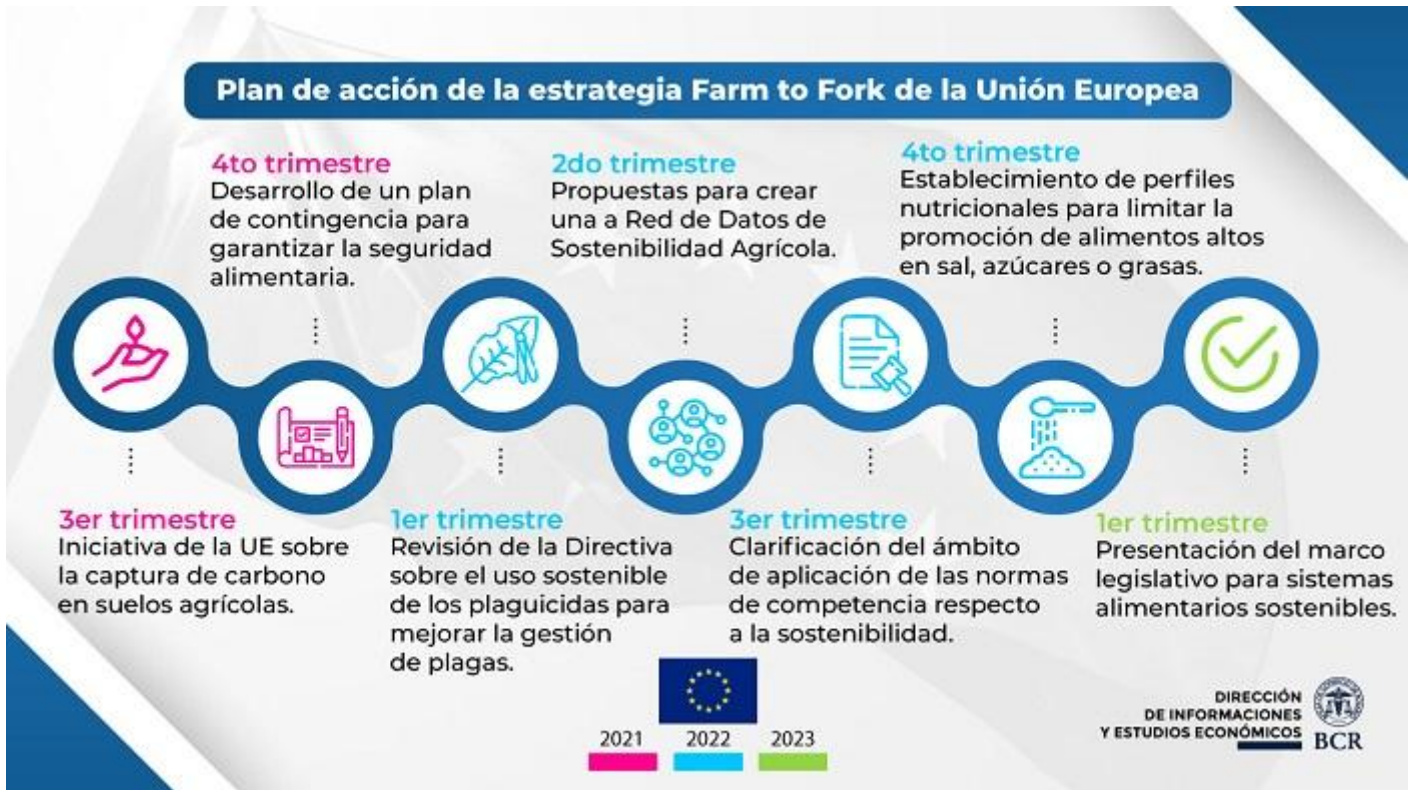 Plan de acción de la estrategia Farm to Fork de la Unión Europea
4to trimestre
Desarrollo de un plan
de contingencia para
garantizar la seguridad
alimentaria.
2do trimestre
Propuestas para crear
una a Red de Datos de
Sostenibilidad Agrícola.
4to trimestre
Establecimiento de perfiles
nutricionales para limitar la
promoción de alimentos altos
en sal, azúcares o grasas.
3er trimestre
Iniciativa de la UE sobre
la captura de carbono
en suelos agrícolas.
1er trimestre
Revisión de la Directiva
sobre el uso sostenible
de los plaguicidas para
mejorar la gestión
de plagas.
3er trimestre
Clarificación del ámbito
de aplicación de las normas
de competencia respecto
a la sostenibilidad.
1er trimestre
Presentación del marco
legislativo para sistemas
alimentarios sostenibles.
2021 2022 2023
DIRECCIÓN
DE INFORMACIONES
Y ESTUDIOS ECONÓMICOS
BCR